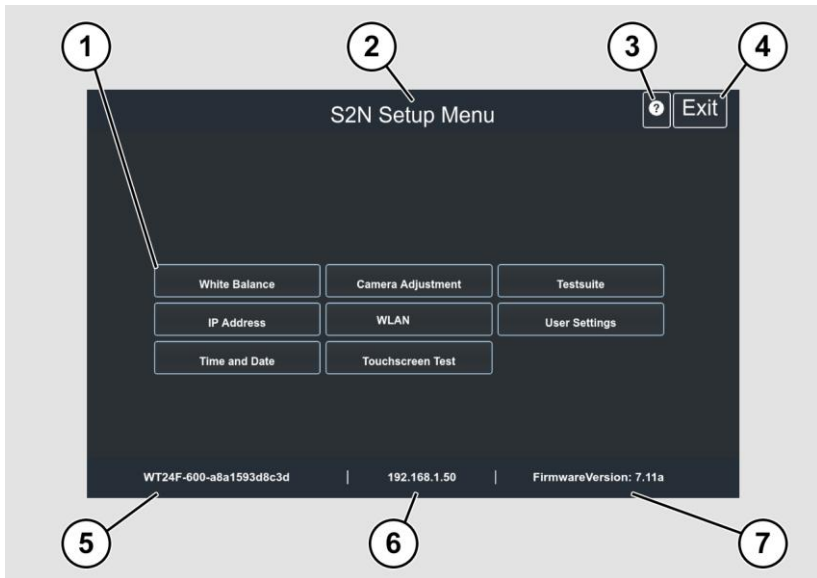 1 2 3 4
S2N Setup Menu ? Exit
White Balance Camera Adjustment Testsuite
IP Address WLAN User Settings
Time and Date Touchscreen Test
WT24F-600-a8a1593d8c3d | 192.168.1.50 | FirmwareVersion: 7.11a
5 6 7